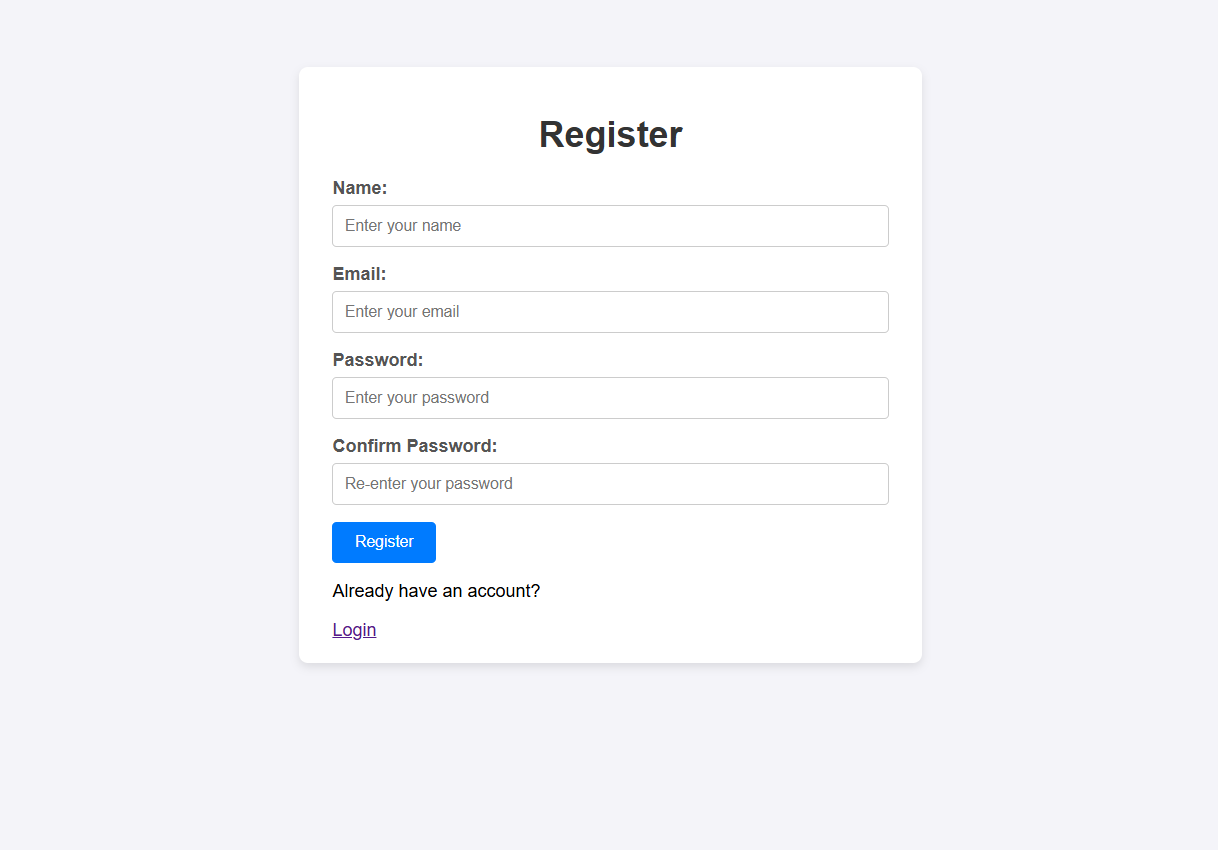 Register
Name:
Enter your name
Email:
Enter your email
Password:
Enter your password
Confirm Password:
Re-enter your password
Register
Already have an account?
Login